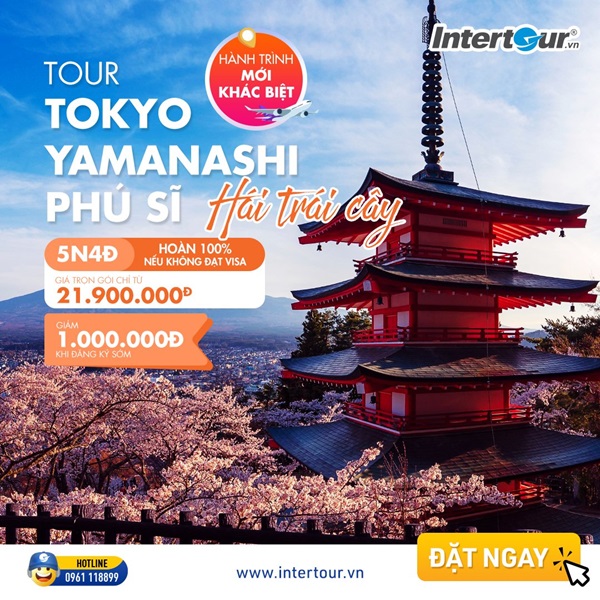 Intertour®.vn
HÀNH TRÌNH
MỚI
KHÁC BIỆT
TOUR
TOKYO
YAMANASHI
PHÚ SĨ
Hái trái cây
5N4Đ
HOÀN 100%
NẾU KHÔNG ĐẠT VISA
GIÁ TRỌN GÓI CHỈ TỪ
21.900.000Đ
GIẢM
1.000.000Đ
KHI ĐĂNG KÝ SỚM
HOTLINE
0961 118899
www.intertour.vn
ĐẶT NGAY